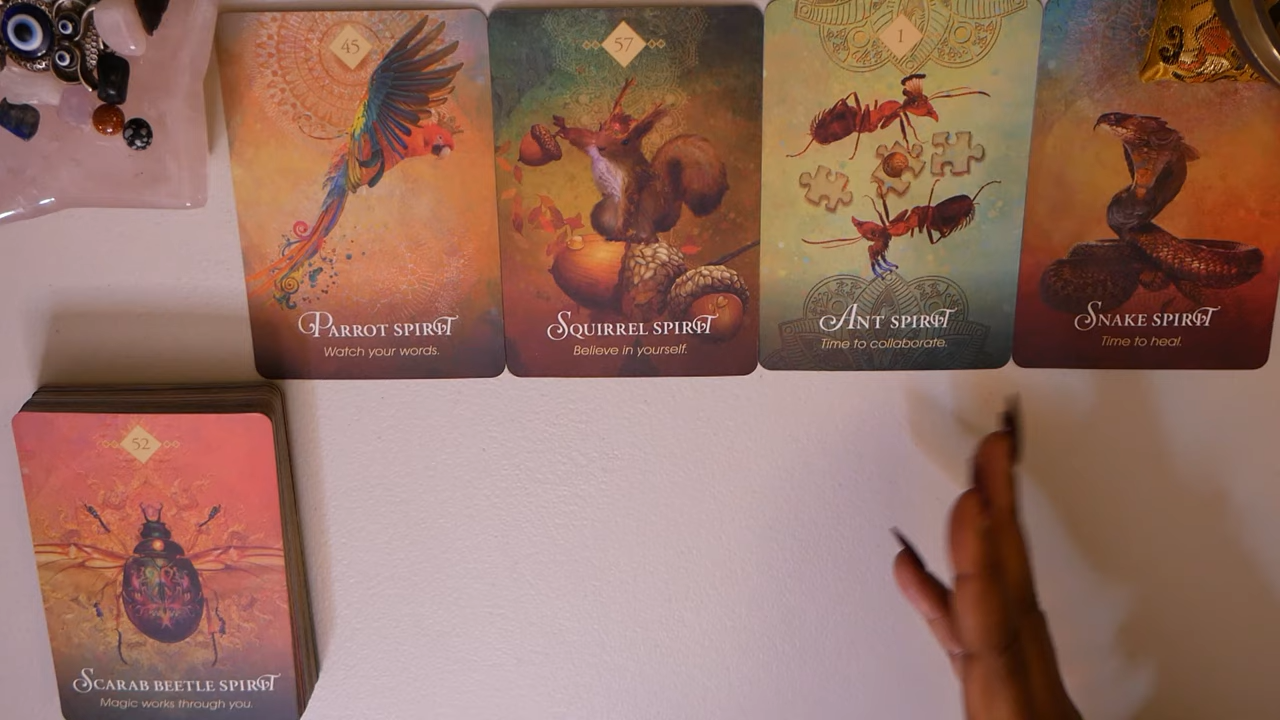 45
PARROT SPIRIT
Watch your words.
57
SQUIRREL SPIRIT
Believe in yourself.
1
ANT SPIRIT
Time to collaborate.
SNAKE SPIRIT
Time to heal.
52
SCARAB BEETLE SPIRIT
Magic works through you.